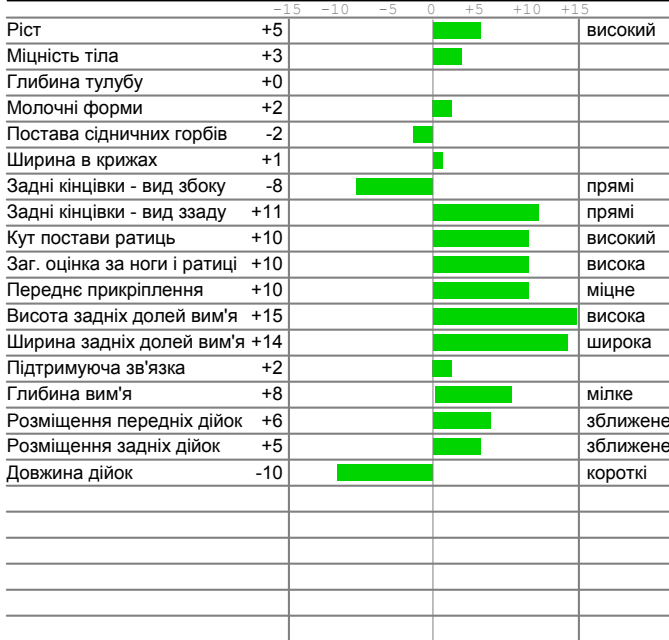 -15 -10 -5 0 +5 +10 +15
Ріст +5 високий
Міцність тіла +3
Глибина тулубу +0
Молочні форми +2
Постава сідничних горбів -2
Ширина в крижах +1
Задні кінцівки - вид збоку -8 прямі
Задні кінцівки - вид ззаду +11 прямі
Кут постави ратиць +10 високий
Заг. оцінка за ноги і ратиці +10 висока
Переднє прикріплення +10 міцне
Висота задніх долей вим'я +15 висока
Ширина задніх долей вим'я +14 широка
Підтримуюча зв'язка +2
Глибина вим'я +8 мілке
Розміщення передніх дійок +6 зближене
Розміщення задніх дійок +5 зближене
Довжина дійок -10 короткі